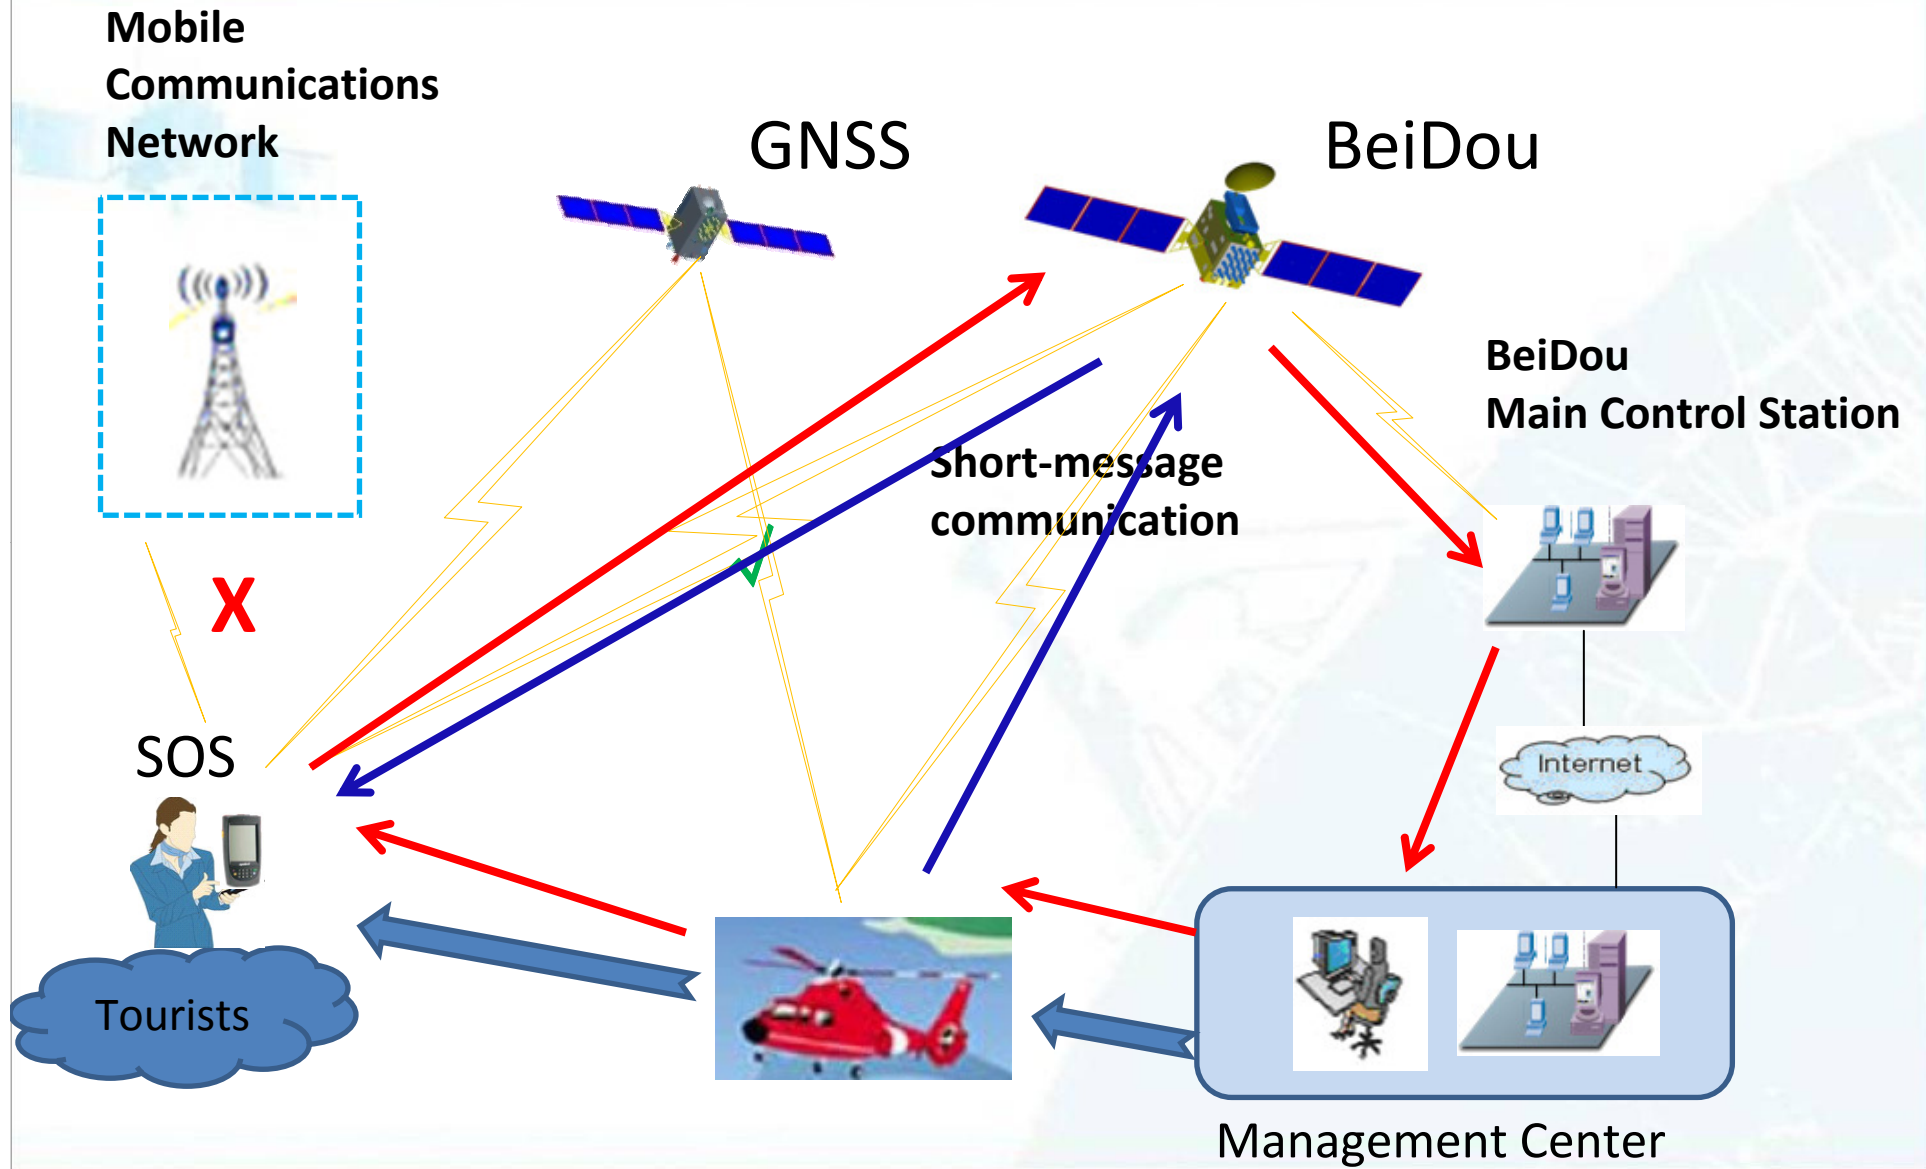 Mobile
Communications
Network
GNSS
BeiDou
BeiDou
Main Control Station
Short-message
communication
X
SOS
Internet
Tourists
Management Center